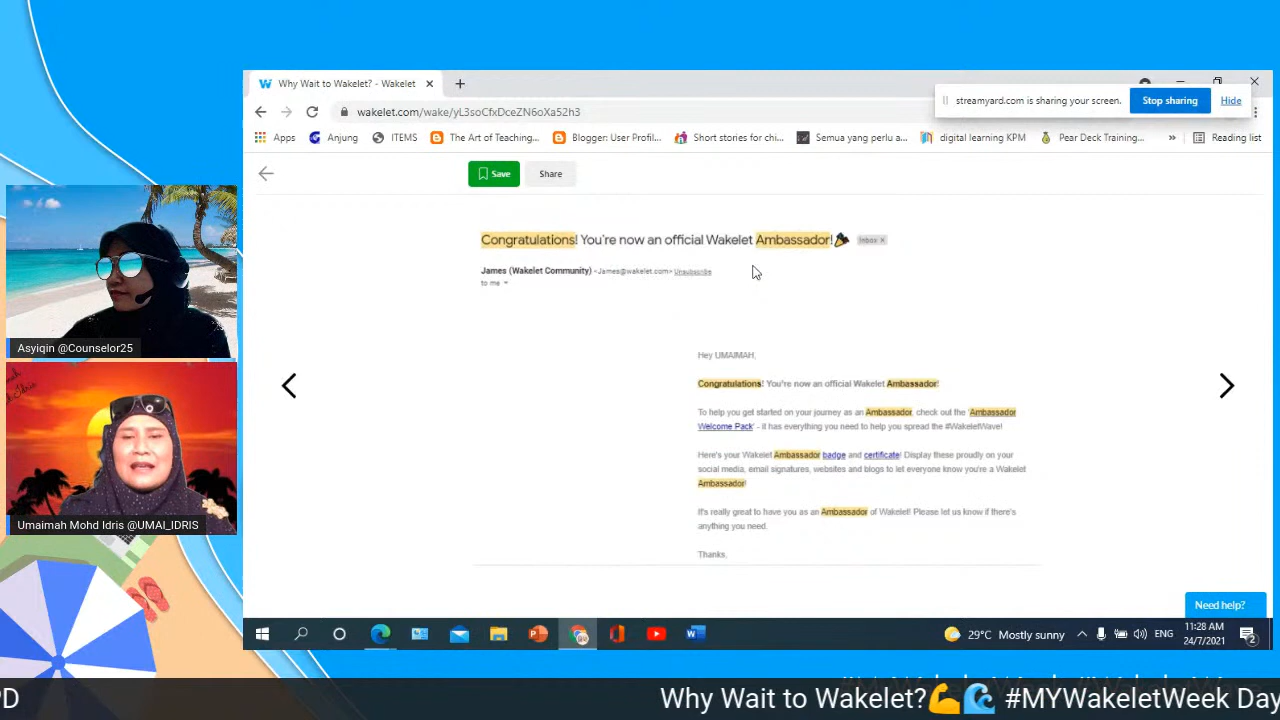 Why Wait to Wakelet? - Wakelet
streamyard.com is sharing your screen.
Stop sharing
Hide
wakelet.com/wake/yL3soCfxDceZN6oXa52h3
Apps
Anjung
ITEMS
The Art of Teaching...
Blogger: User Profil...
Short stories for chi...
Semua yang perlu a...
digital learning KPM
Pear Deck Training...
»
Reading list
Save
Share
Congratulations! You're now an official Wakelet Ambassador!
Inbox x
James (Wakelet Community) <James@wakelet.com> Unsubscribe
to me
Hey UMAIMAH,
Congratulations! You're now an official Wakelet Ambassador!
To help you get started on your journey as an Ambassador, check out the 'Ambassador
Welcome Pack' - it has everything you need to help you spread the #WakeletWave!
Here's your Wakelet Ambassador badge and certificate! Display these proudly on your
social media, email signatures, websites and blogs to let everyone know you're a Wakelet
Ambassador!
It's really great to have you as an Ambassador of Wakelet! Please let us know if there's
anything you need.
Thanks,
Need help?
Asyiqin @Counselor25
Umaimah Mohd Idris @UMAI_IDRIS
29°C Mostly sunny
ENG
11:28 AM
24/7/2021
2
PD
Why Wait to Wakelet?💪🌊 #MYWakeletWeek Day